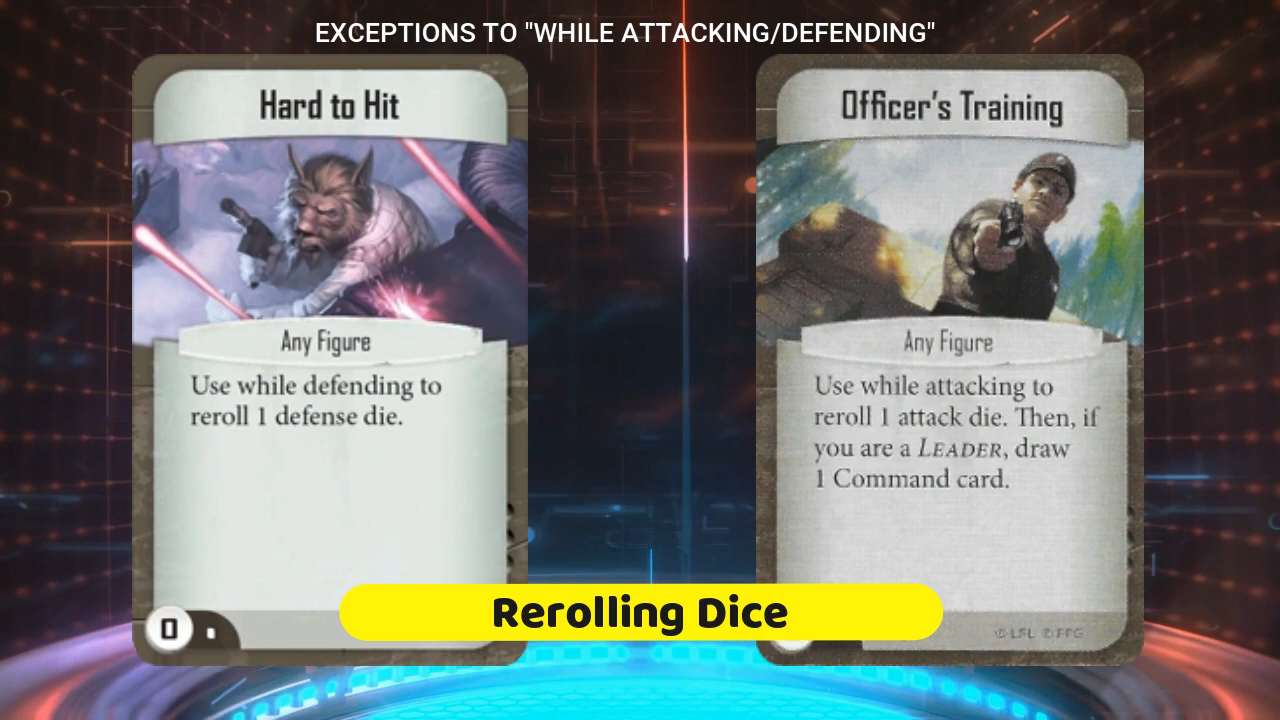 EXCEPTIONS TO "WHILE ATTACKING/DEFENDING"
Hard to Hit
Any Figure
Use while defending to
reroll 1 defense die.
0
Officer's Training
Any Figure
Use while attacking to
reroll 1 attack die. Then, if
you are a LEADER, draw
1 Command card.
© LFL © FFG
Rerolling Dice